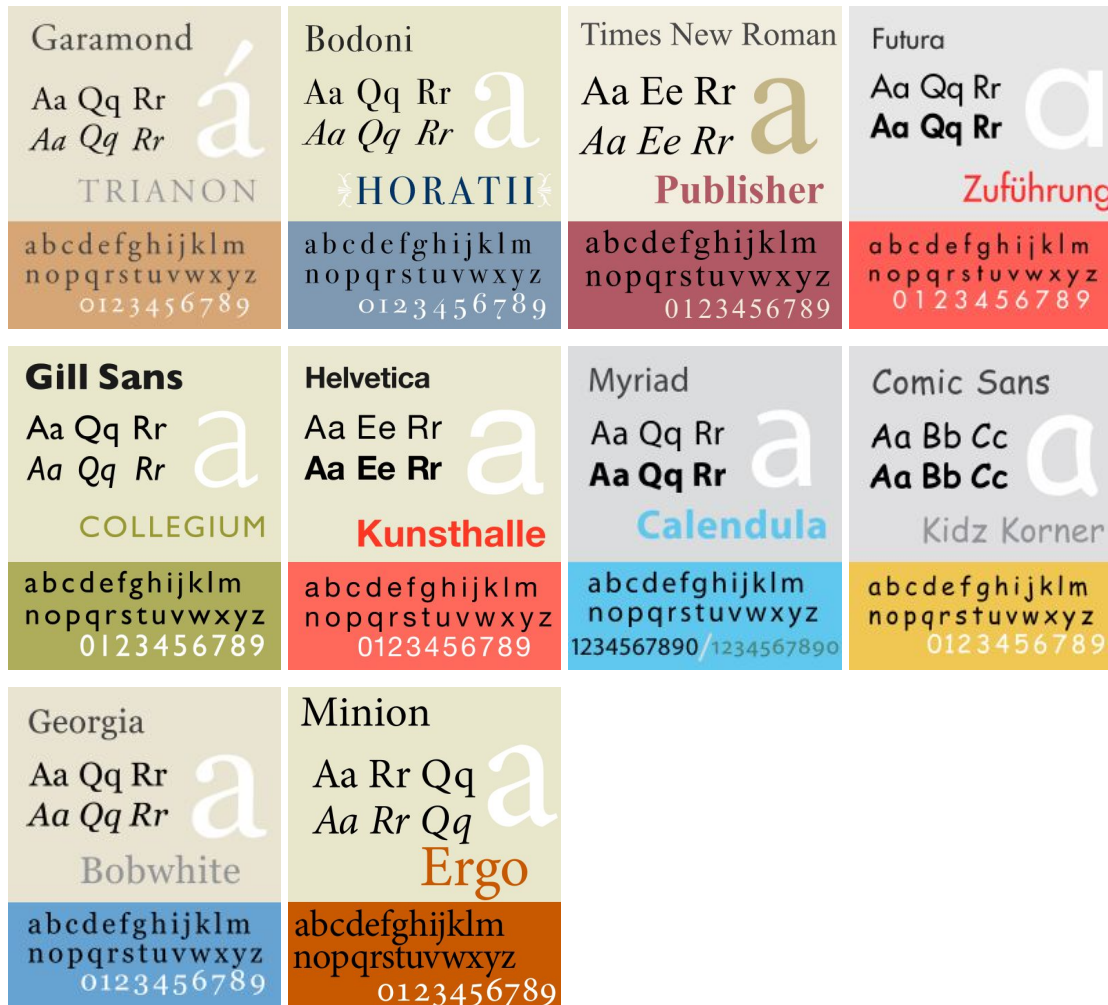 Garamond
Aa Qq Rr
Aa Qq Rr
á
TRIANON
abcdefghijklm
nopqrstuvwxyz
0123456789
Bodoni
Aa Qq Rr
Aa Qq Rr
a
HORATII
abcdefghijklm
nopqrstuvwxyz
0123456789
Times New Roman
Aa Ee Rr
Aa Ee Rr
a
Publisher
abcdefghijklm
nopqrstuvwxyz
0123456789
Futura
Aa Qq Rr
Aa Qq Rr
a
Zuführung
abcdefghijklm
nopqrstuvwxyz
0123456789
Gill Sans
Aa Qq Rr
Aa Qq Rr
a
COLLEGIUM
abcdefghijklm
nopqrstuvwxyz
0123456789
Helvetica
Aa Ee Rr
Aa Ee Rr
a
Kunsthalle
abcdefghijklm
nopqrstuvwxyz
0123456789
Myriad
Aa Qq Rr
Aa Qq Rr
a
Calendula
abcdefghijklm
nopqrstuvwxyz
1234567890/1234567890
Comic Sans
Aa Bb Cc
Aa Bb Cc
a
Kidz Korner
abcdefghijklm
nopqrstuvwxyz
0123456789
Georgia
Aa Qq Rr
Aa Qq Rr
a
Bobwhite
abcdefghijklm
nopqrstuvwxyz
0123456789
Minion
Aa Rr Qq
Aa Rr Qq
a
Ergo
abcdefghijklm
nopqrstuvwxyz
0123456789